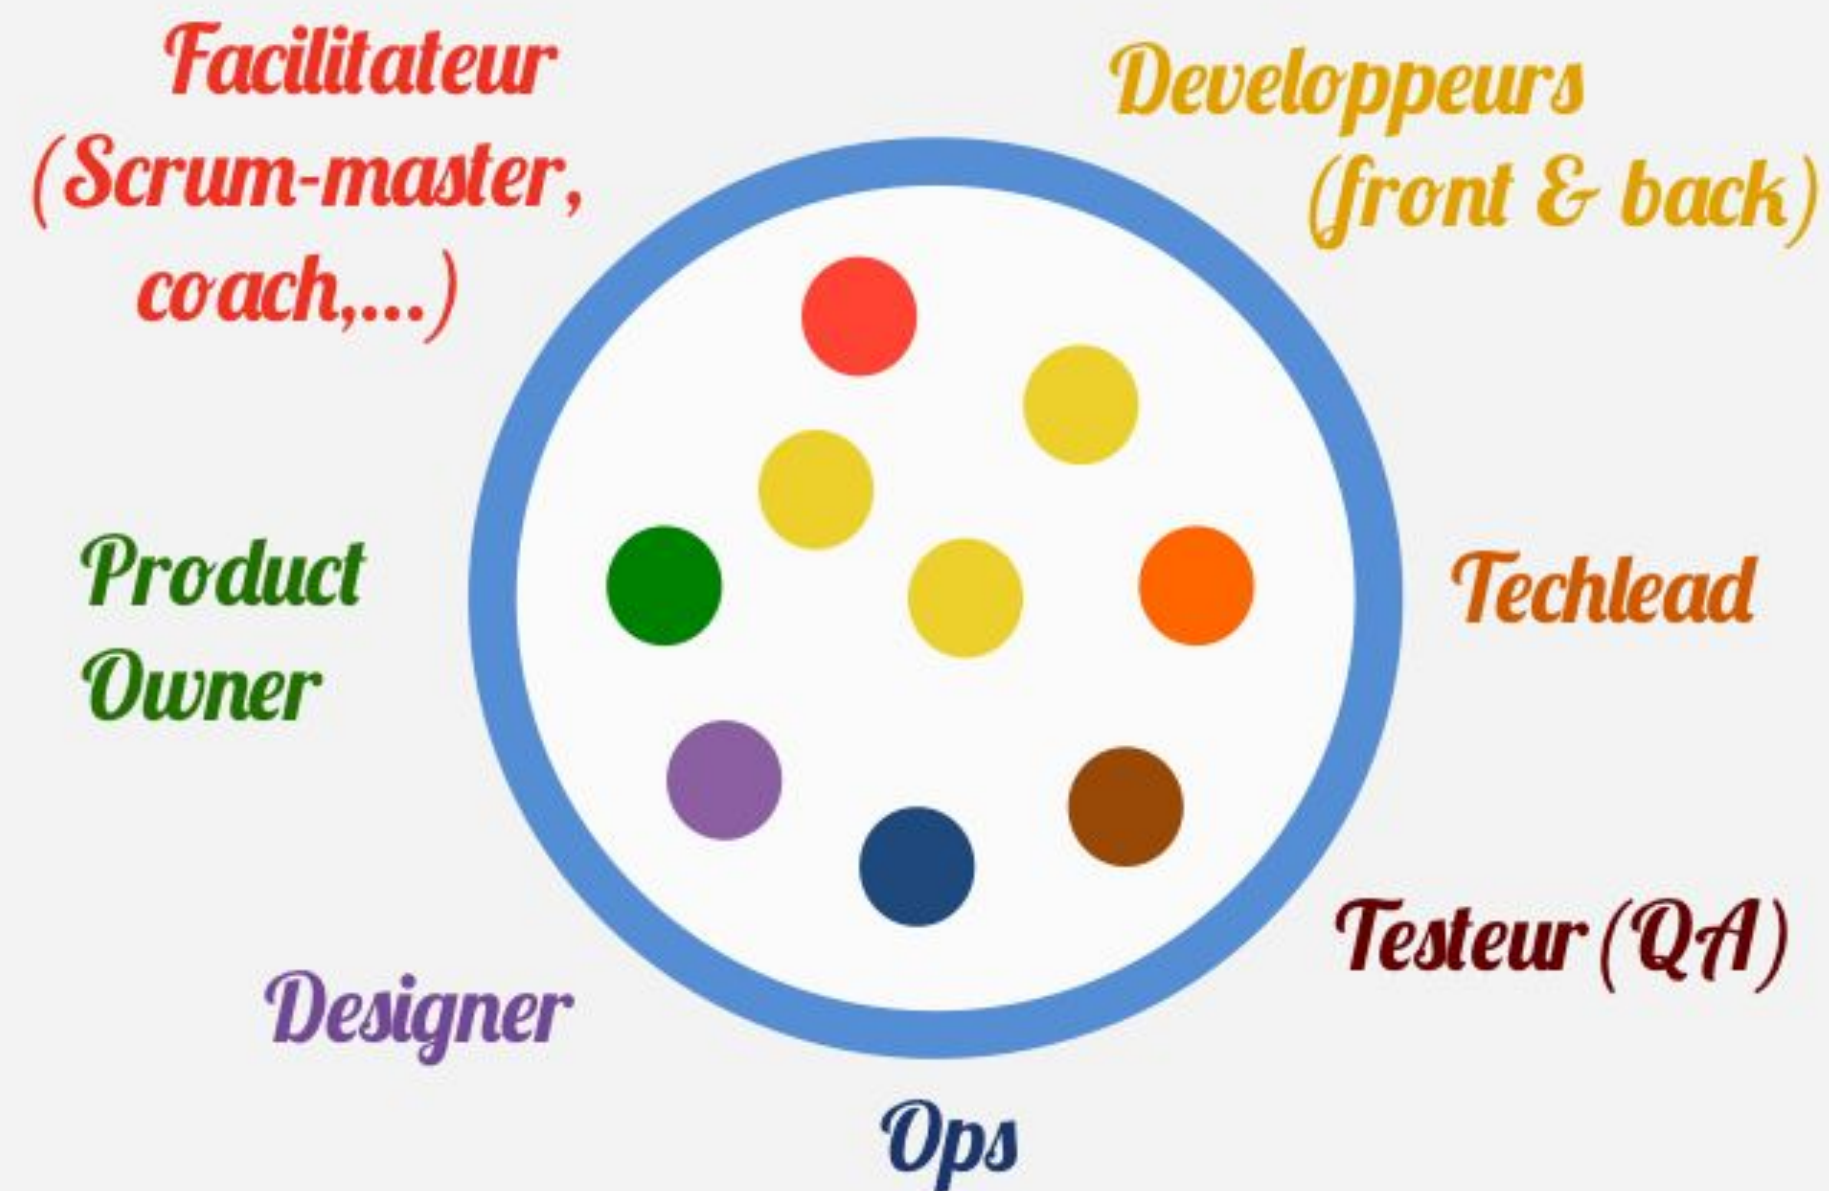 Facilitateur
(Scrum-master,
coach,...)
Developpeurs
(front & back)
Product
Owner
Techlead
Testeur (QA)
Designer
Ops